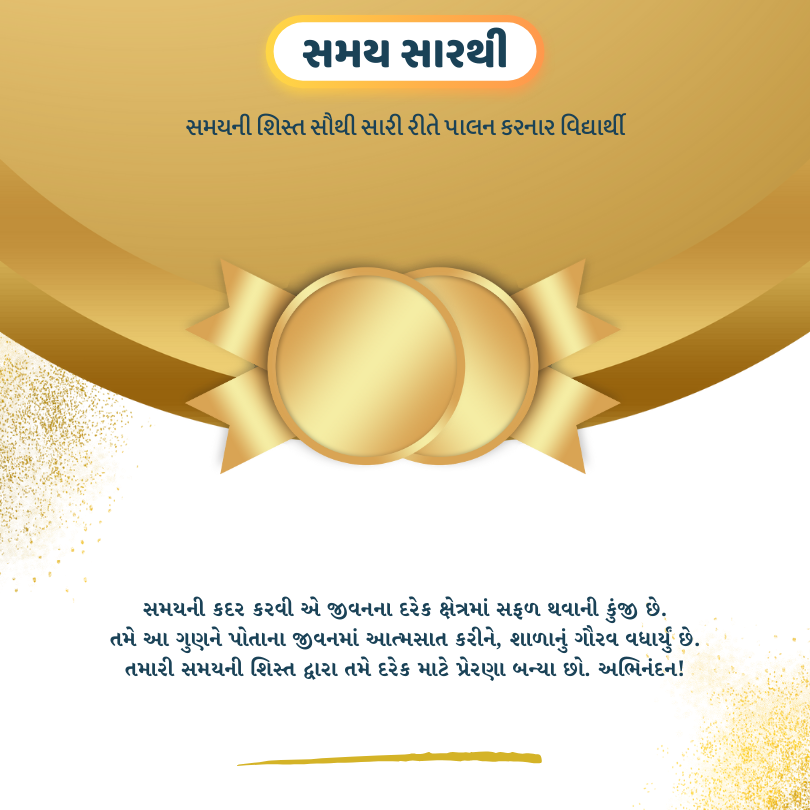 સમય સારથી
સમયની શિસ્ત સૌથી સારી રીતે પાલન કરનાર વિદ્યાર્થી
સમયની કદર કરવી એ જીવનના દરેક ક્ષેત્રમાં સફળ થવાની કુંજી છે.
તમે આ ગુણને પોતાના જીવનમાં આત્મસાત કરીને, શાળાનું ગૌરવ વધાર્યું છે.
તમારી સમયની શિસ્ત દ્વારા તમે દરેક માટે પ્રેરણા બન્યા છો. અભિનંદન!